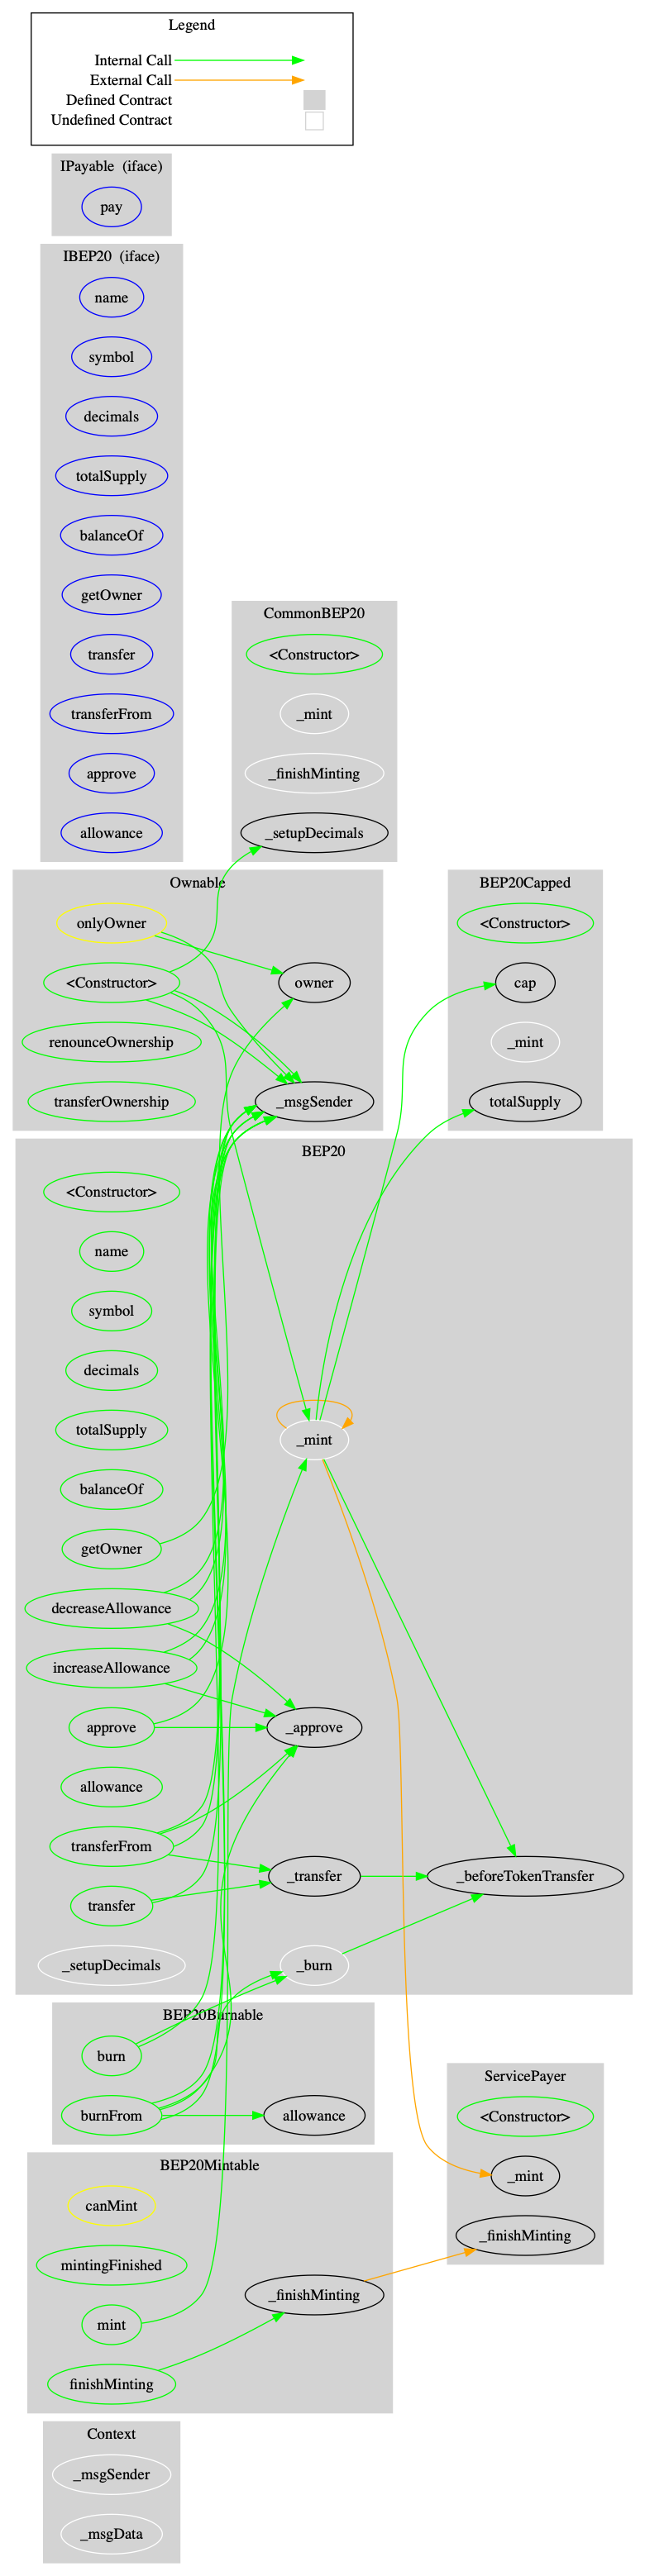 Legend
Internal Call
External Call
Defined Contract
Undefined Contract
IPayable (iface)
pay
IBEP20 (iface)
name
symbol
decimals
totalSupply
balanceOf
getOwner
transfer
transferFrom
approve
allowance
CommonBEP20
<Constructor>
_mint
_finishMinting
_setupDecimals
Ownable
onlyOwner
<Constructor>
owner
renounceOwnership
transferOwnership
_msgSender
BEP20Capped
<Constructor>
cap
_mint
totalSupply
BEP20
<Constructor>
name
symbol
decimals
totalSupply
_mint
balanceOf
getOwner
decreaseAllowance
increaseAllowance
approve
_approve
allowance
transferFrom
_transfer
_beforeTokenTransfer
transfer
_setupDecimals
_burn
BEP20Burnable
burn
burnFrom
allowance
ServicePayer
<Constructor>
_mint
_finishMinting
BEP20Mintable
canMint
mintingFinished
_finishMinting
mint
finishMinting
Context
_msgSender
_msgData